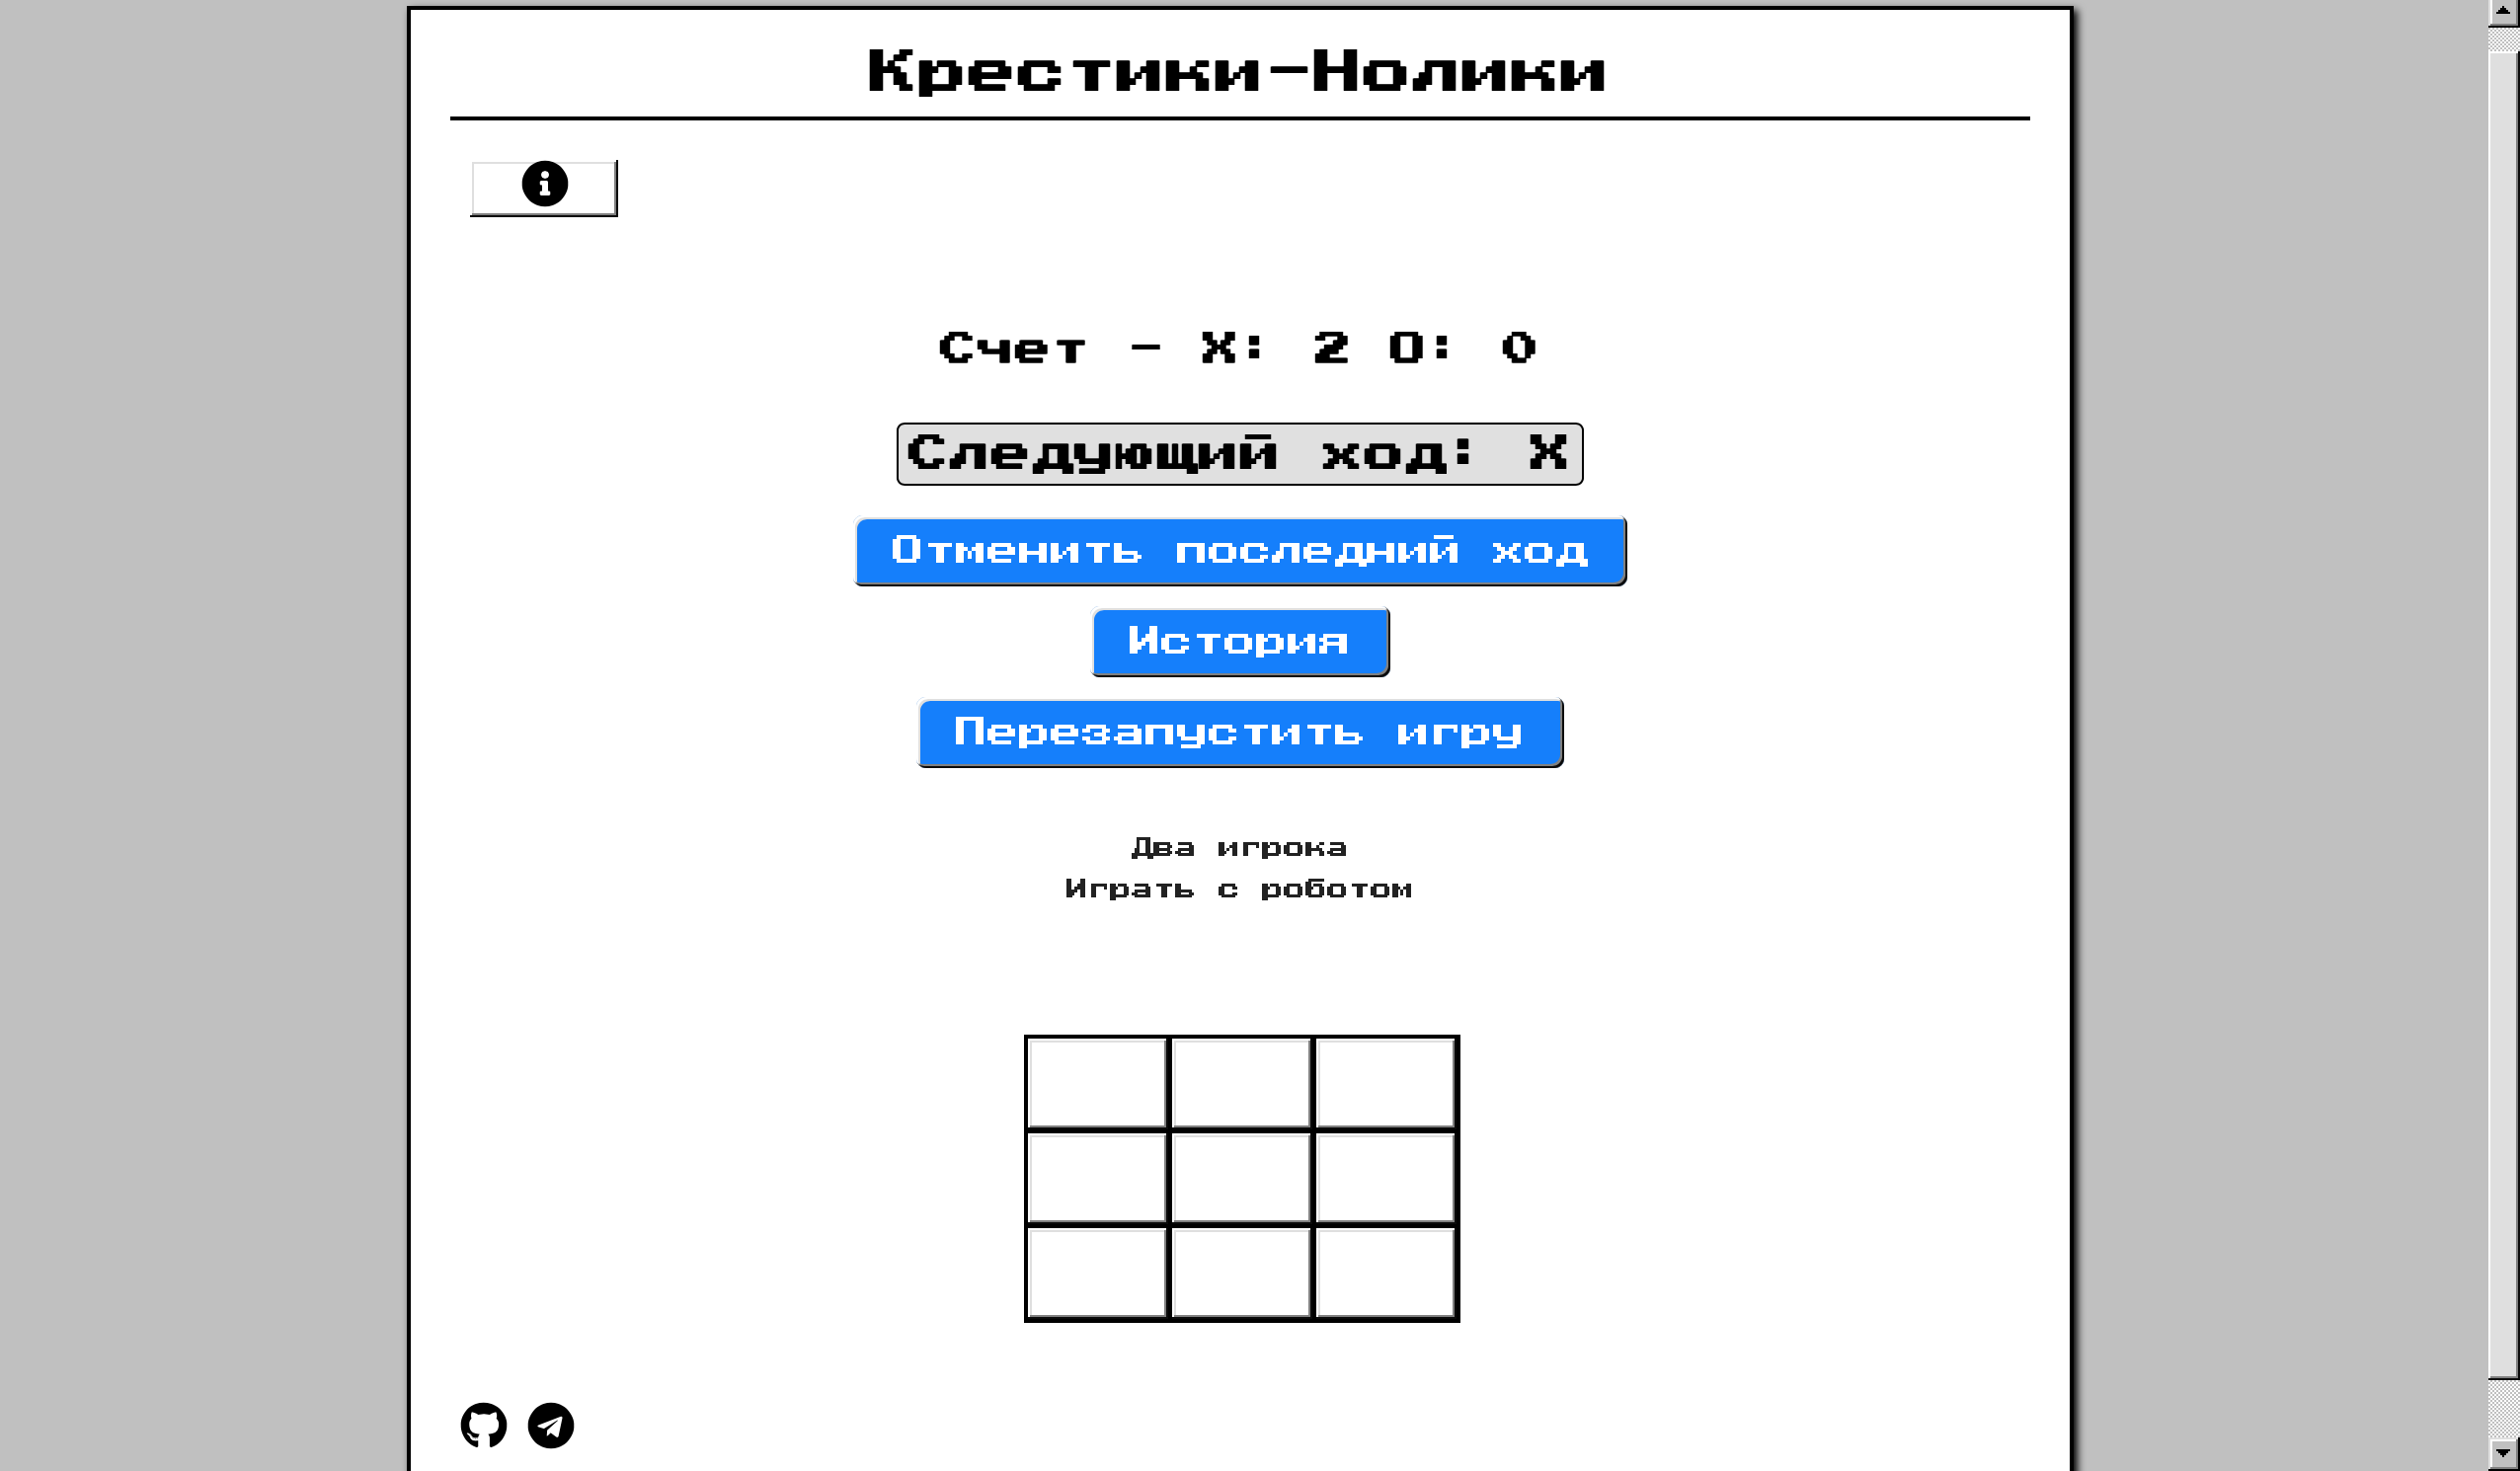 Крестики-Нолики
Счет - X: 2 O: 0
Следующий ход: X
Отменить последний ход
История
Перезапустить игру
Два игрока
Играть с роботом